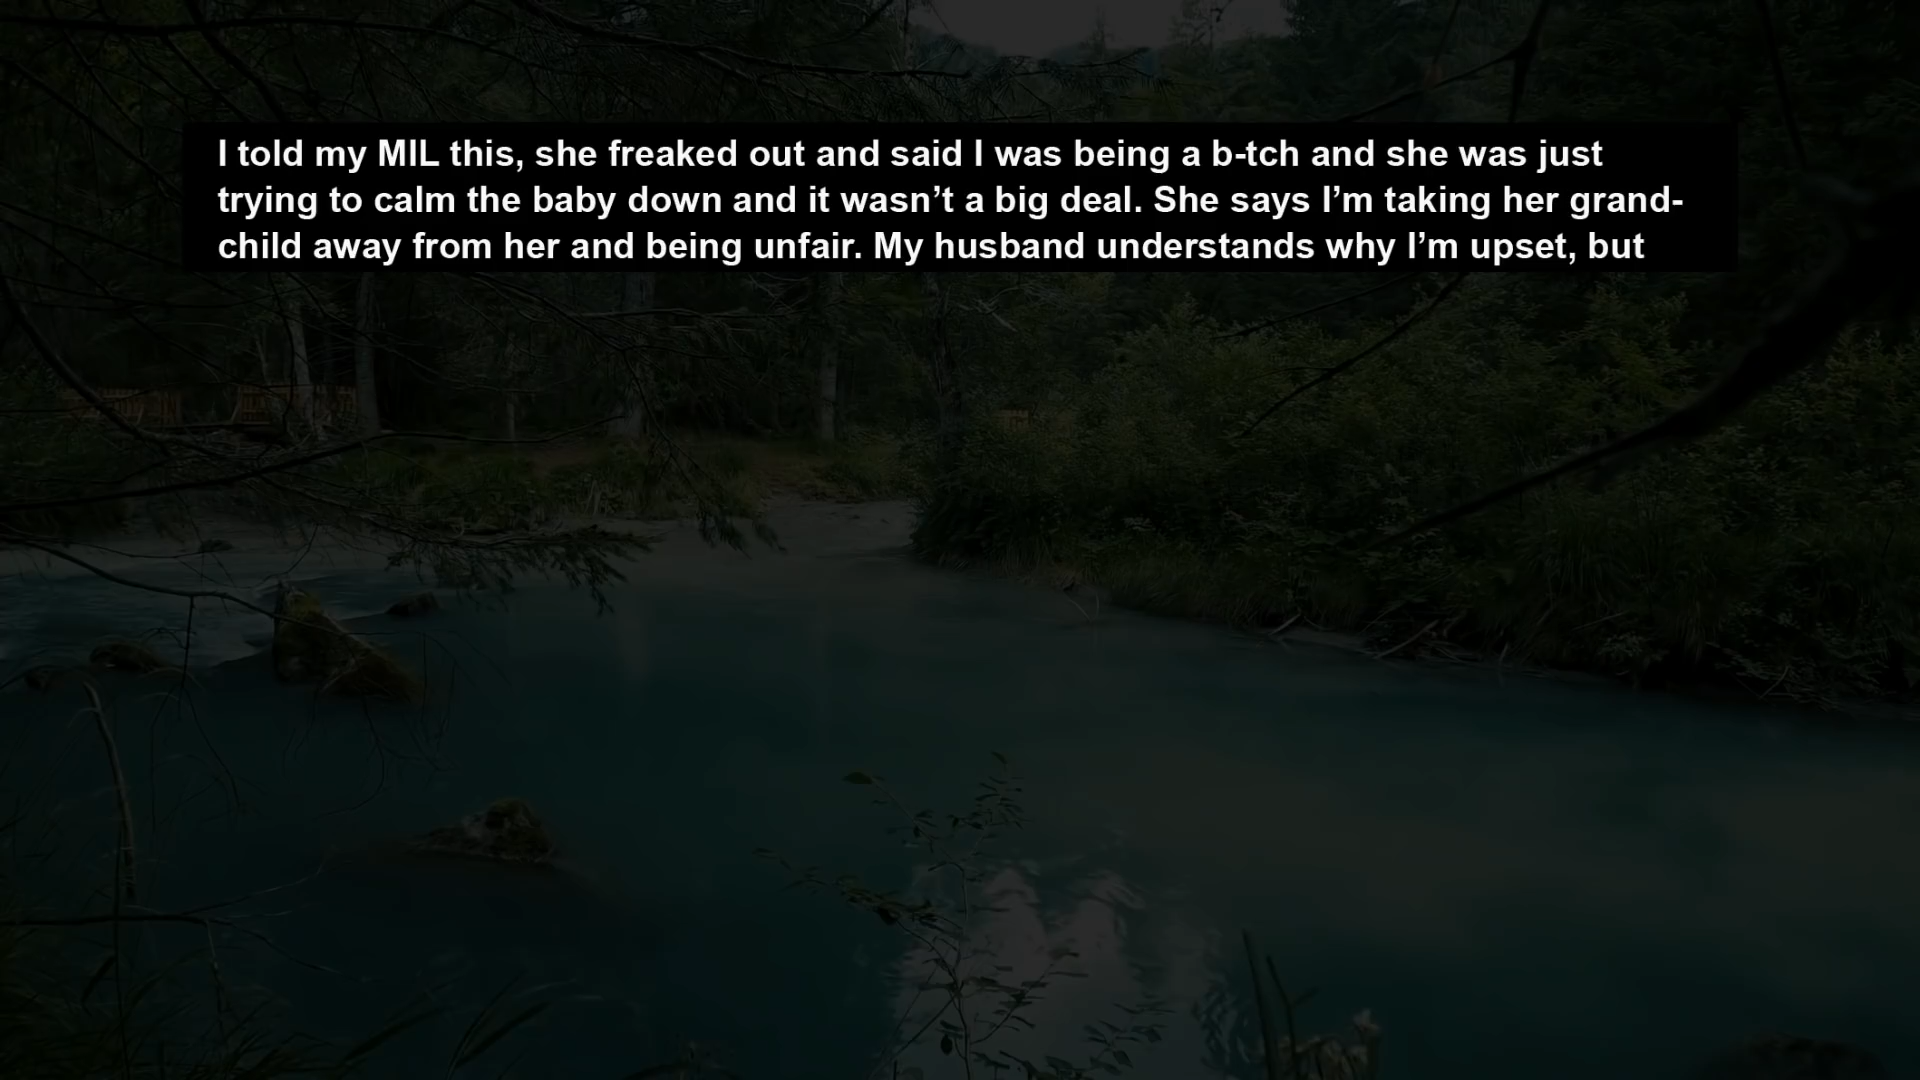 I told my MIL this, she freaked out and said I was being a b-tch and she was just
trying to calm the baby down and it wasn’t a big deal. She says I’m taking her grand-
child away from her and being unfair. My husband understands why I’m upset, but